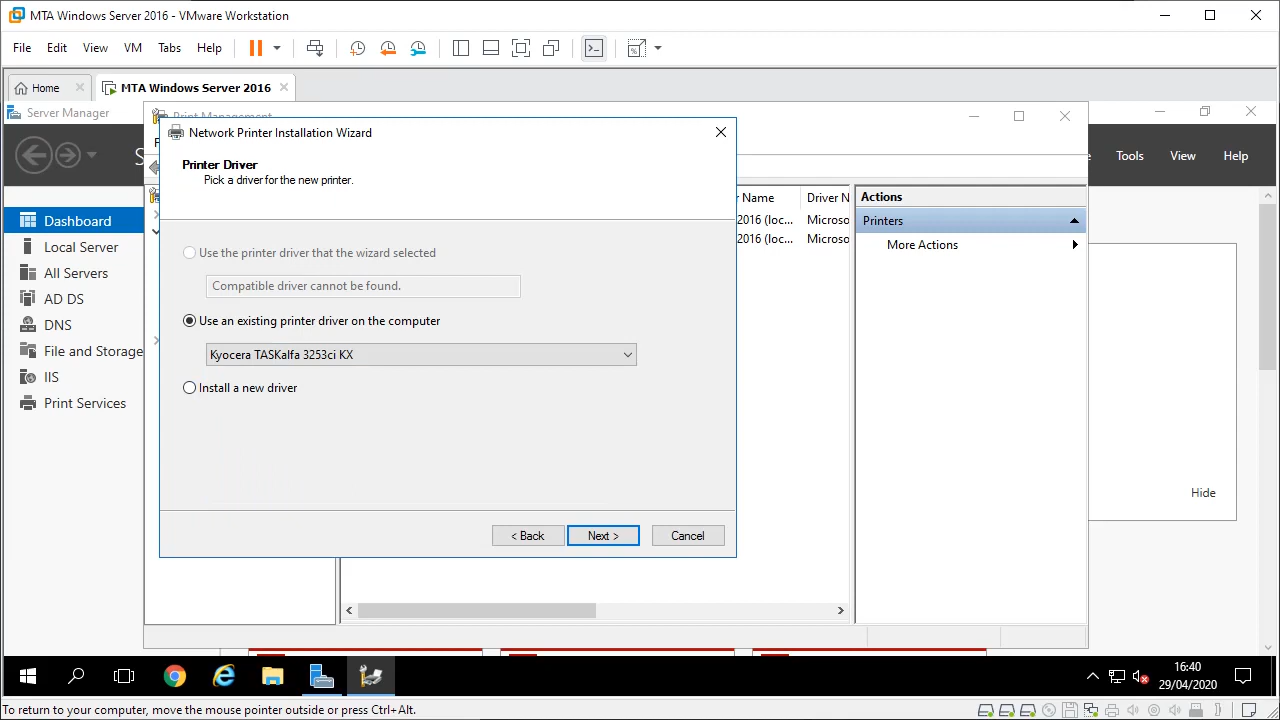 MTA Windows Server 2016 - VMware Workstation
File Edit View VM Tabs Help
Home MTA Windows Server 2016
Server Manager
Print Management
Network Printer Installation Wizard
Printer Driver
Pick a driver for the new printer.
Tools View Help
Name Driver N
Actions
Dashboard
2016 (loc... Microso
Printers
Local Server
2016 (loc... Microso
More Actions
Use the printer driver that the wizard selected
All Servers
Compatible driver cannot be found.
AD DS
Use an existing printer driver on the computer
DNS
File and Storage
Kyocera TASKalfa 3253ci KX
IIS
Install a new driver
Print Services
Hide
< Back Next > Cancel
16:40
29/04/2020
To return to your computer, move the mouse pointer outside or press Ctrl+Alt.